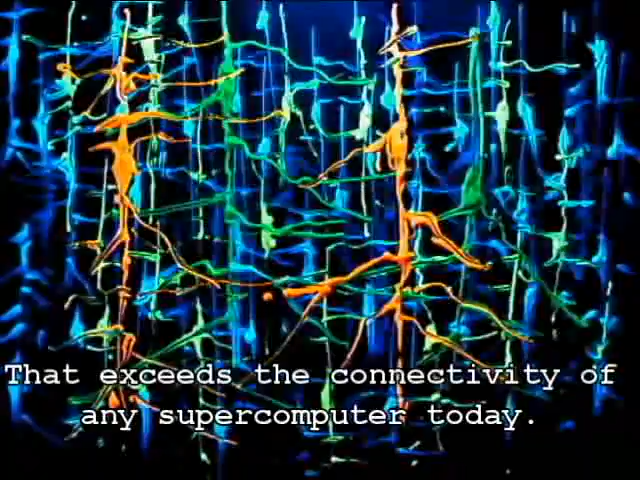 That exceeds the connectivity of
any supercomputer today.